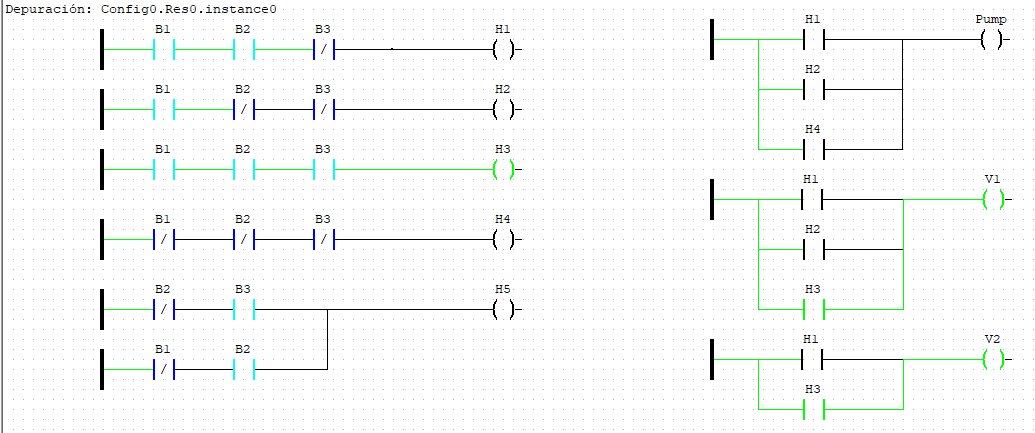 Depuración: Config0.Res0.instance0
B1 B2 B3 H1
/
B1 B2 B3 H2
/ /
B1 B2 B3 H3
B1 B2 B3 H4
/ / /
B2 B3 H5
/
B1 B2
/
H1 Pump
H2
H4
H1 V1
H2
H3
H1 V2
H3